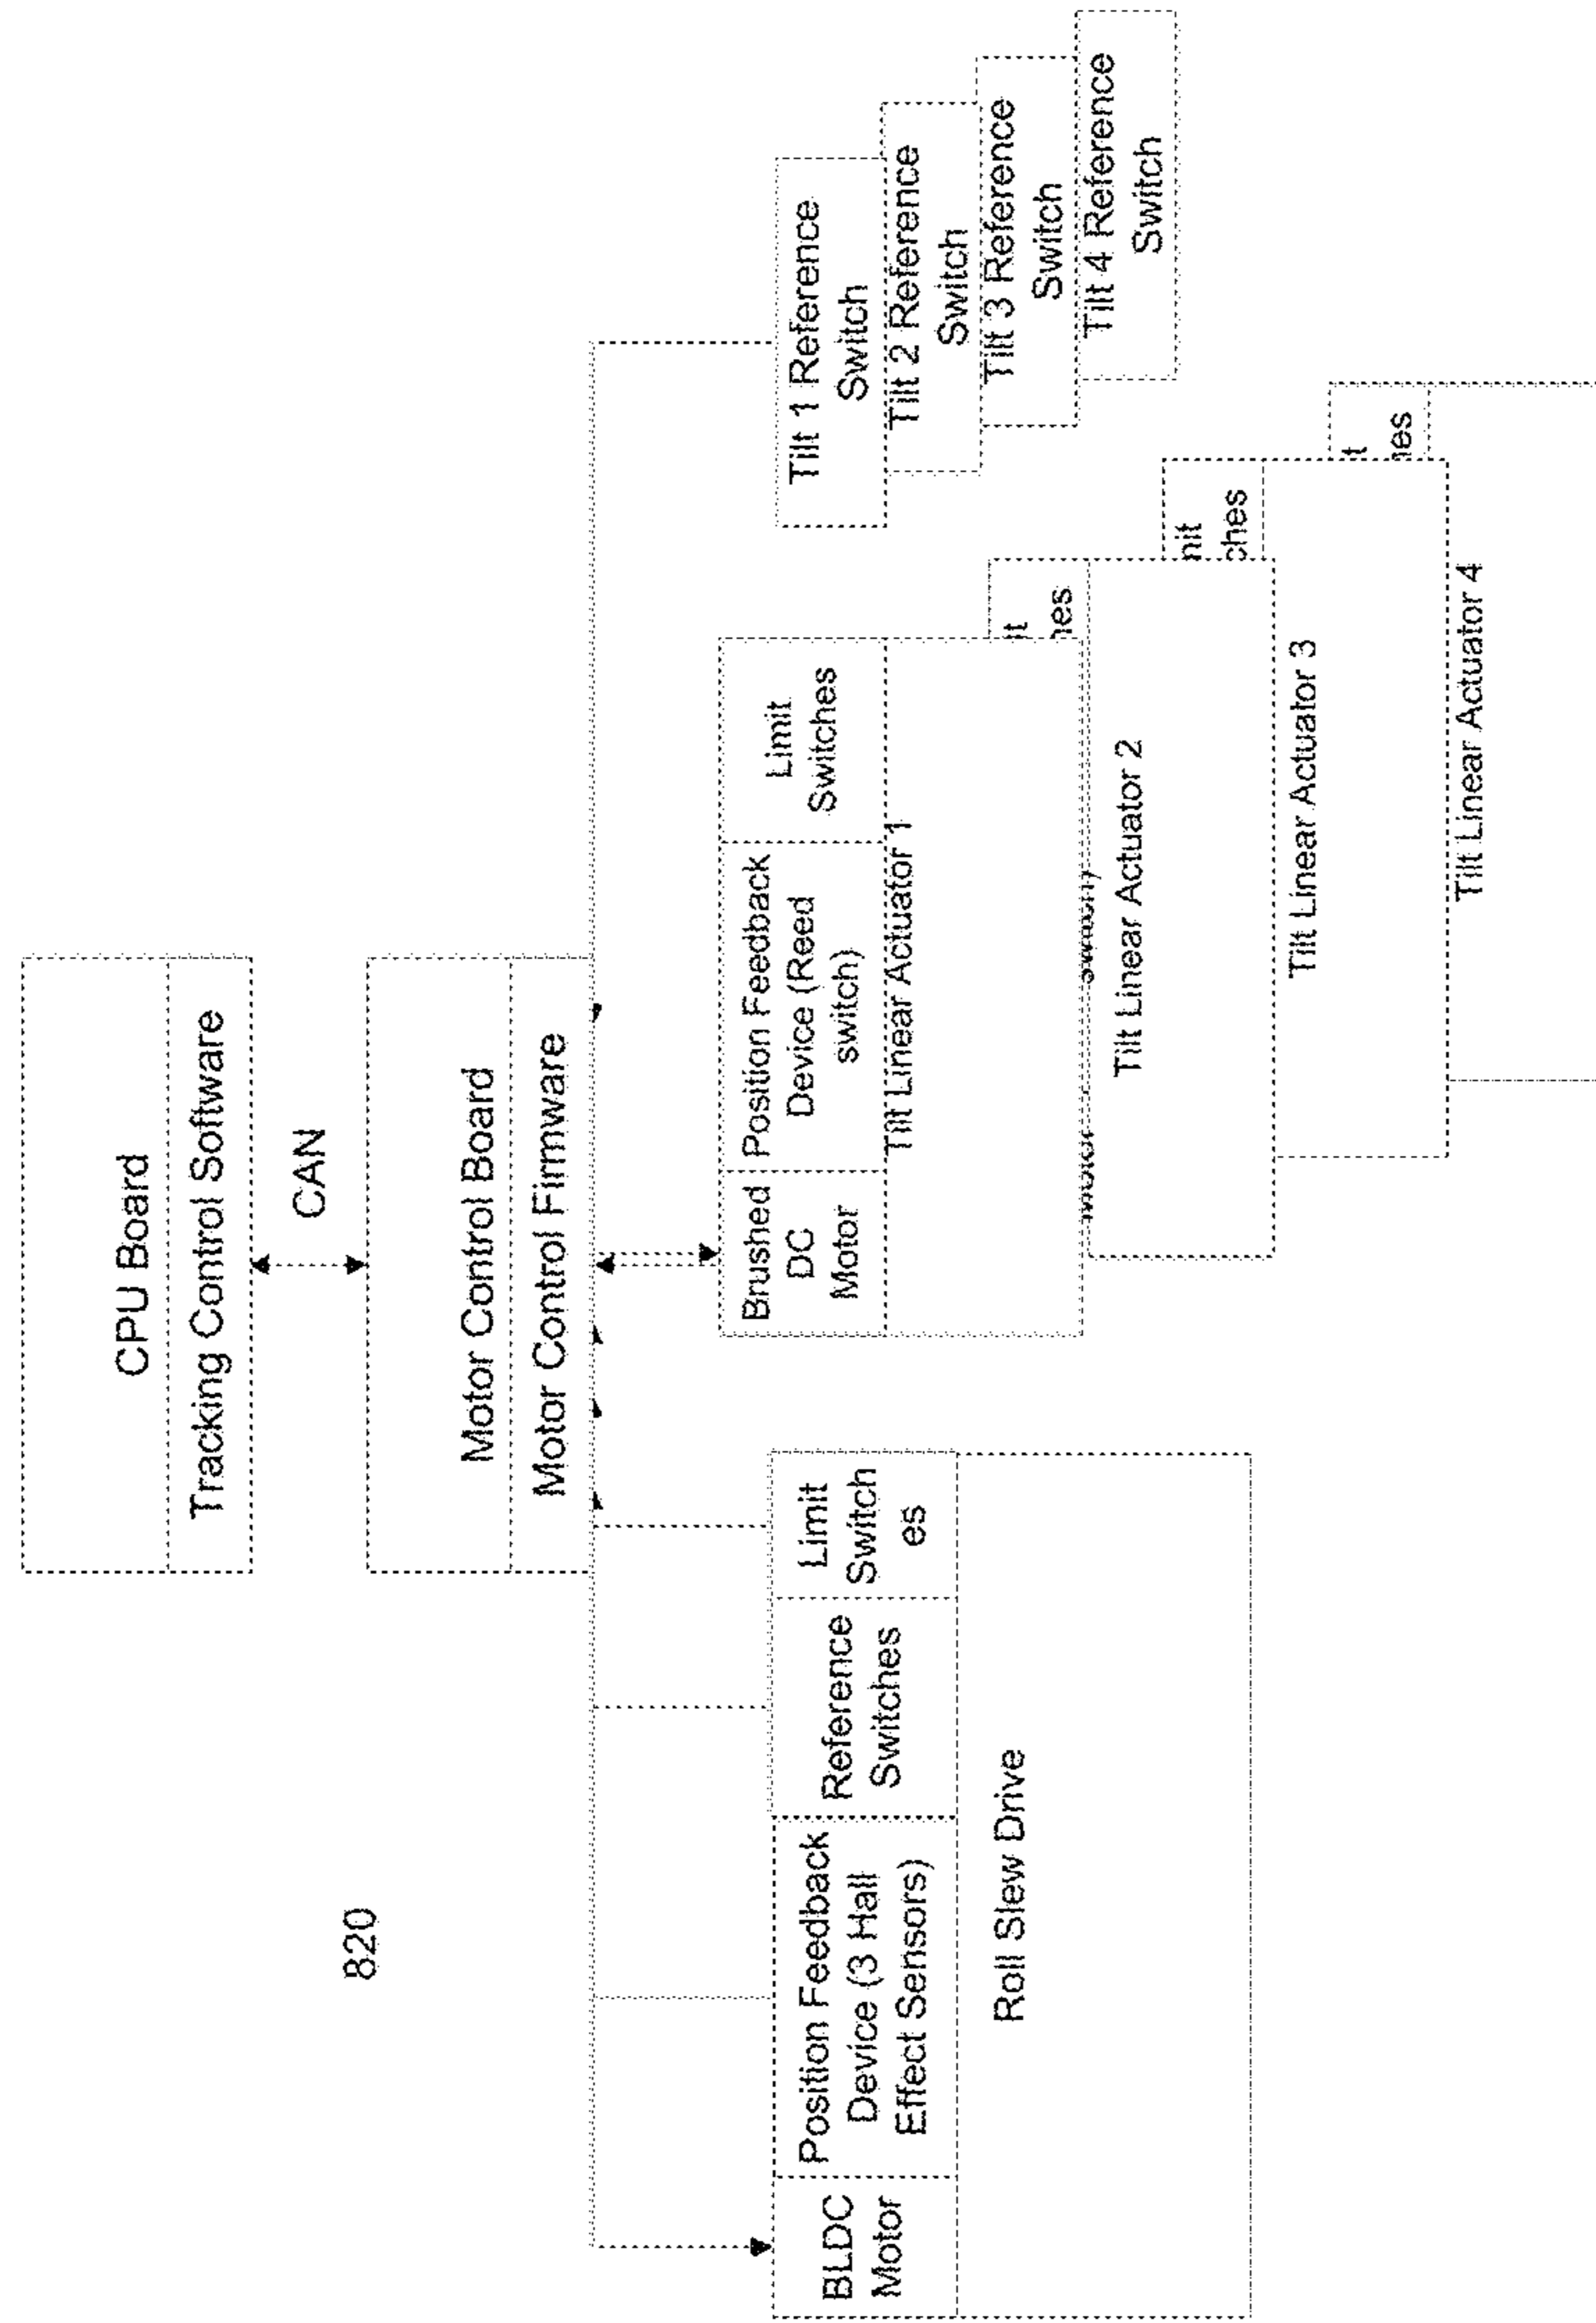 820
CPU Board
Tracking Control Software
CAN
Motor Control Board
Motor Control Firmware
BLDC
Motor
Position Feedback
Device (3 Hall
Effect Sensors)
Reference
Switches
Limit
Switch
es
Roll Slew Drive
Brushed
DC
Motor
Position Feedback
Device (Reed
switch)
Limit
Switches
Tilt Linear Actuator 1
Tilt Linear Actuator 2
Tilt Linear Actuator 3
Tilt Linear Actuator 4
Tilt 1 Reference
Switch
Tilt 2 Reference
Switch
Tilt 3 Reference
Switch
Tilt 4 Reference
Switch